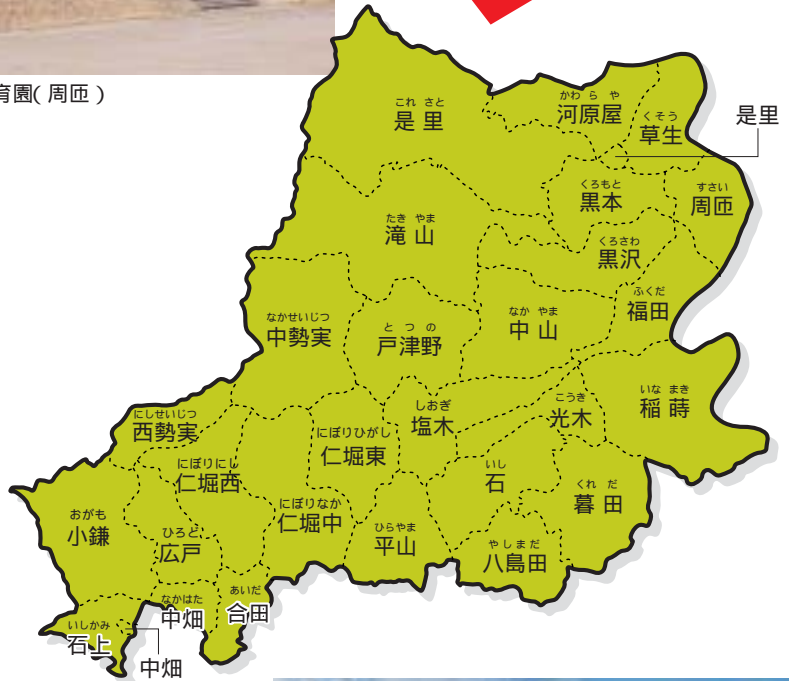 育園( 周匝 )
これ さと
是 里
かわ ら や
河原屋
くそう
草生
是里
くろもと
黒本
すさい
周匝
たき やま
滝 山
くろさわ
黒沢
ふくだ
福田
なかせいじつ
中勢実
と つ の
戸津野
なか やま
中 山
いな まき
稲 蒔
にしせいじつ
西勢実
しおぎ
塩木
こうき
光木
にぼりにし
仁堀西
にぼりひがし
仁堀東
いし
石
くれ だ
暮 田
おがも
小鎌
ひろど
広戸
にぼりなか
仁堀中
ひらやま
平山
やしまだ
八島田
いしかみ
石上
なかはた
中畑
あいだ
合田
中畑